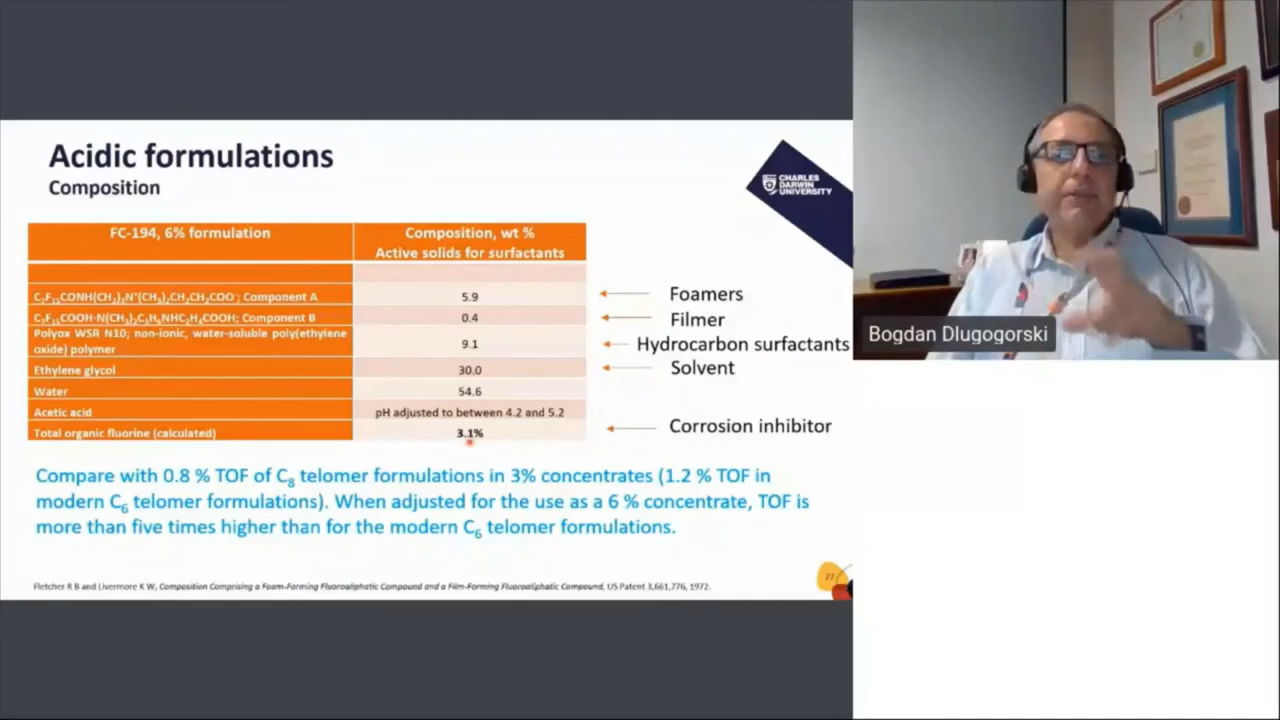 Acidic formulations
Composition
CHARLES
DARWIN
UNIVERSITY
FC-194, 6% formulation
Composition, wt %
Active solids for surfactants
C₇F₁₅CONH(CH₂)₃N⁺(CH₃)₂CH₂CH₂COO⁻; Component A
5.9
Foamers
C₇F₁₅COOH·N(CH₃)₂C₃H₆NHC₂H₄COOH; Component B
0.4
Filmer
Polyox WSR N10; non-ionic, water-soluble poly(ethylene
oxide) polymer
9.1
Hydrocarbon surfactants
Ethylene glycol
30.0
Solvent
Water
54.6
Acetic acid
pH adjusted to between 4.2 and 5.2
Total organic fluorine (calculated)
3.1%
Corrosion inhibitor
Compare with 0.8 % TOF of C₈ telomer formulations in 3% concentrates (1.2 % TOF in
modern C₆ telomer formulations). When adjusted for the use as a 6 % concentrate, TOF is
more than five times higher than for the modern C₆ telomer formulations.
Fletcher R B and Livermore K W, Composition Comprising a Foam-Forming Fluoroaliphatic Compound and a Film-Forming Fluoroaliphatic Compound, US Patent 3,661,776, 1972.
77
Bogdan Dlugogorski